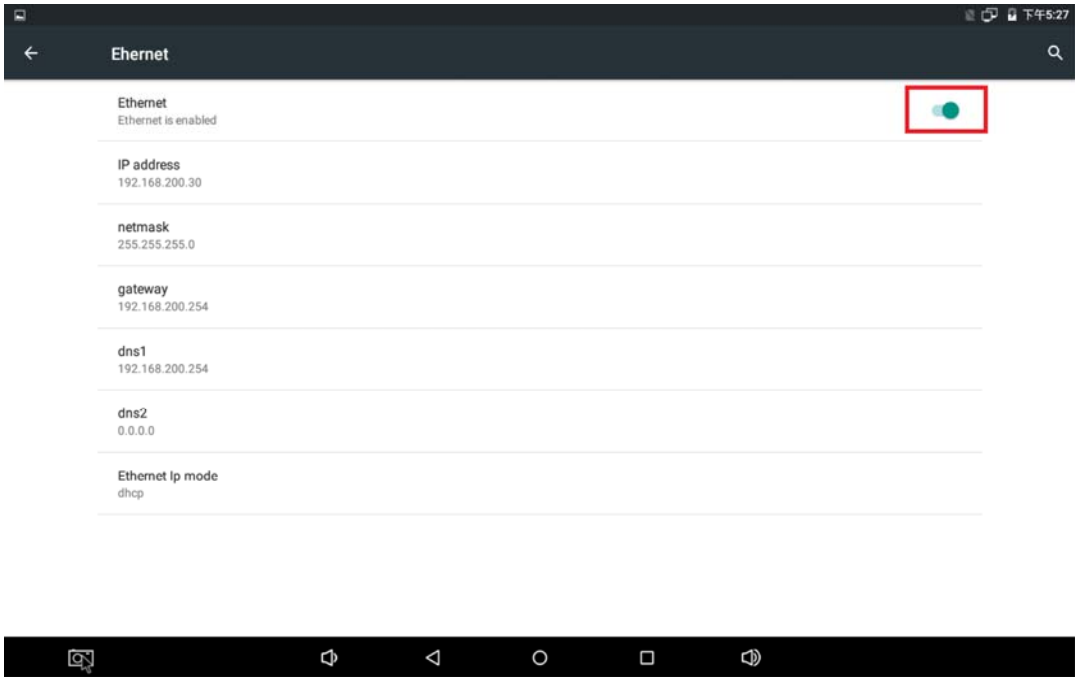 下午5:27
Ehernet
Ethernet
Ethernet is enabled
IP address
192.168.200.30
netmask
255.255.255.0
gateway
192.168.200.254
dns1
192.168.200.254
dns2
0.0.0.0
Ethernet Ip mode
dhcp